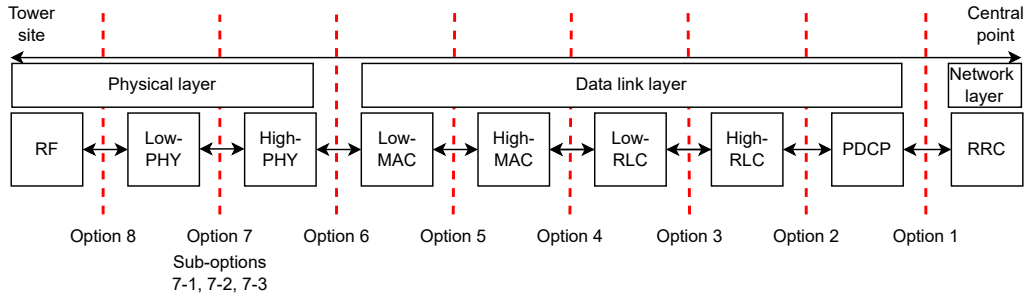 Tower
site
Central
point
Physical layer
Data link layer
Network
layer
RF
Low-
PHY
High-
PHY
Low-
MAC
High-
MAC
Low-
RLC
High-
RLC
PDCP
RRC
Option 8
Option 7
Option 6
Option 5
Option 4
Option 3
Option 2
Option 1
Sub-options
7-1, 7-2, 7-3